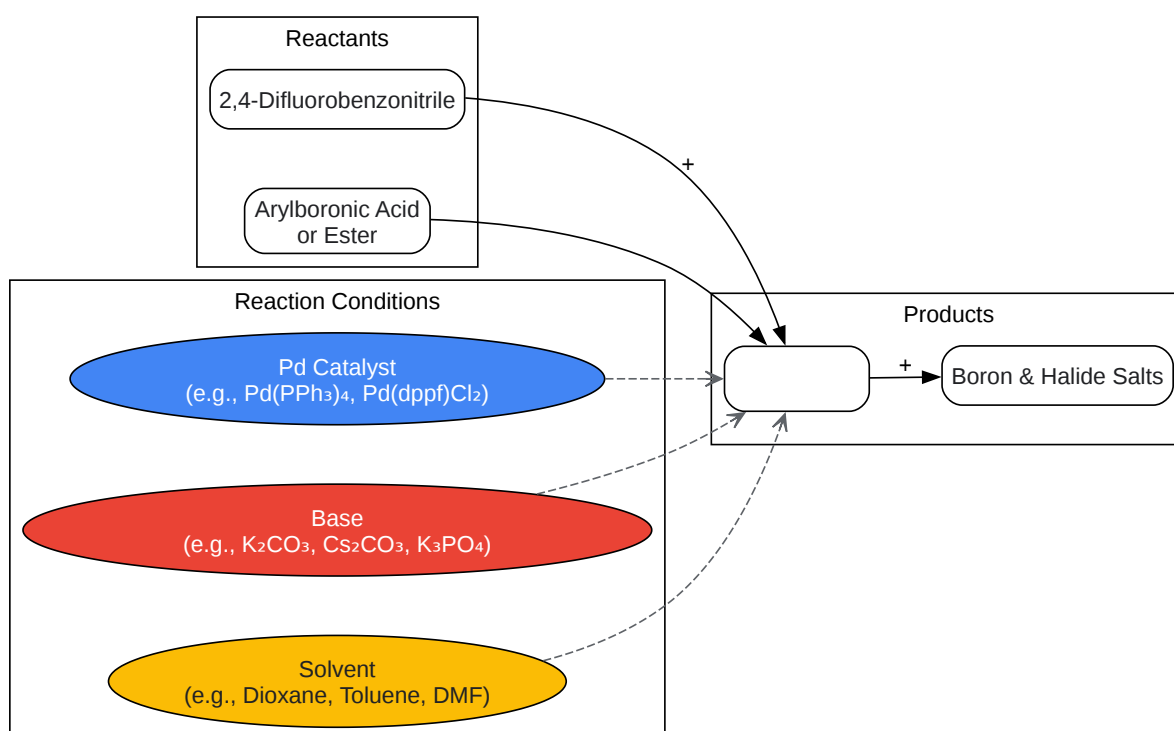 Reactants
2,4-Difluorobenzonitrile
+
Arylboronic Acid
or Ester
Reaction Conditions
Products
Pd Catalyst
(e.g., Pd(PPh₃)₄, Pd(dppf)Cl₂)
+
Boron & Halide Salts
Base
(e.g., K₂CO₃, Cs₂CO₃, K₃PO₄)
Solvent
(e.g., Dioxane, Toluene, DMF)